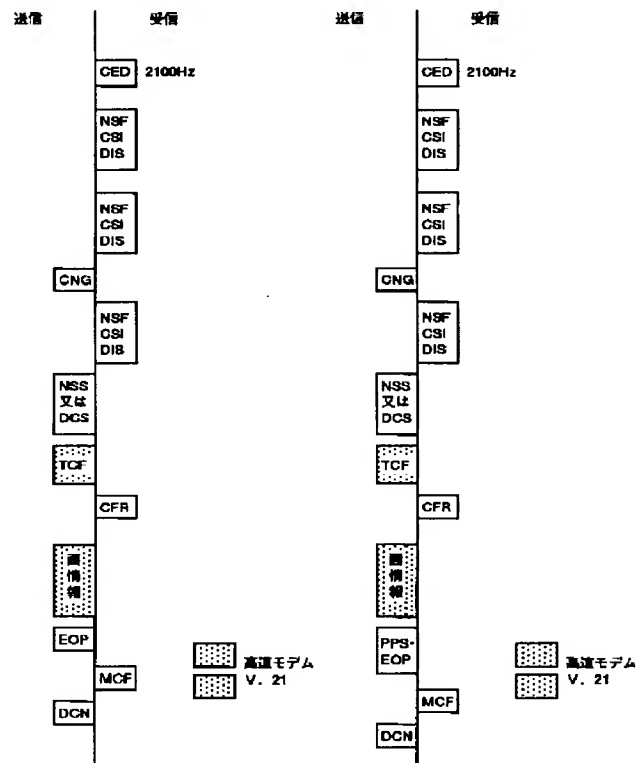 送信
受信
CED 2100Hz
NSF
CSI
DIS
NSF
CSI
DIS
CNG
NSF
CSI
DIS
NSS
又は
DCS
TCF
CFR
画
情
報
EOP
MCF
DCN
高速モデム
V. 21
送信
受信
CED 2100Hz
NSF
CSI
DIS
NSF
CSI
DIS
CNG
NSF
CSI
DIS
NSS
又は
DCS
TCF
CFR
画
情
報
PPS-
EOP
MCF
DCN
高速モデム
V. 21